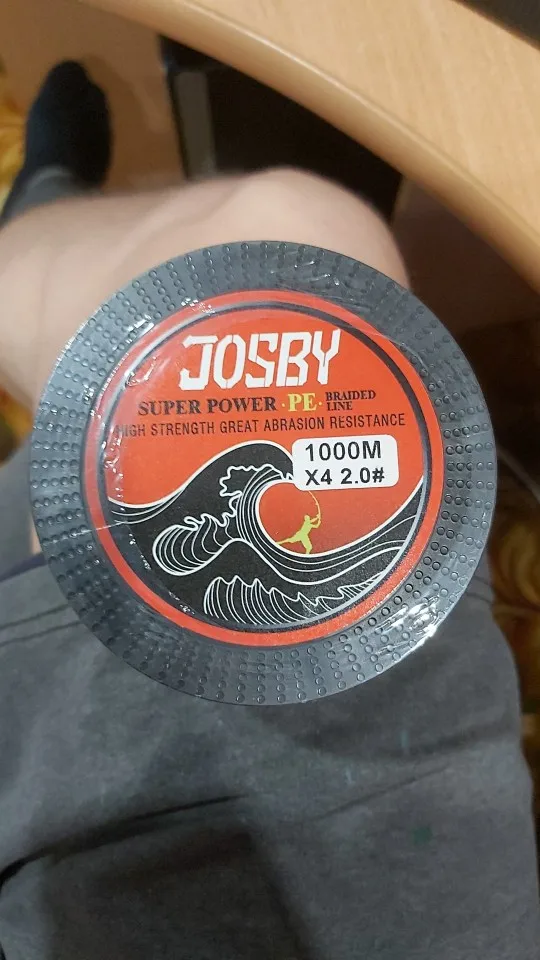 JOSBY
SUPER POWER ·PE· BRAIDED LINE
HIGH STRENGTH GREAT ABRASION RESISTANCE
1000M
X4 2.0#